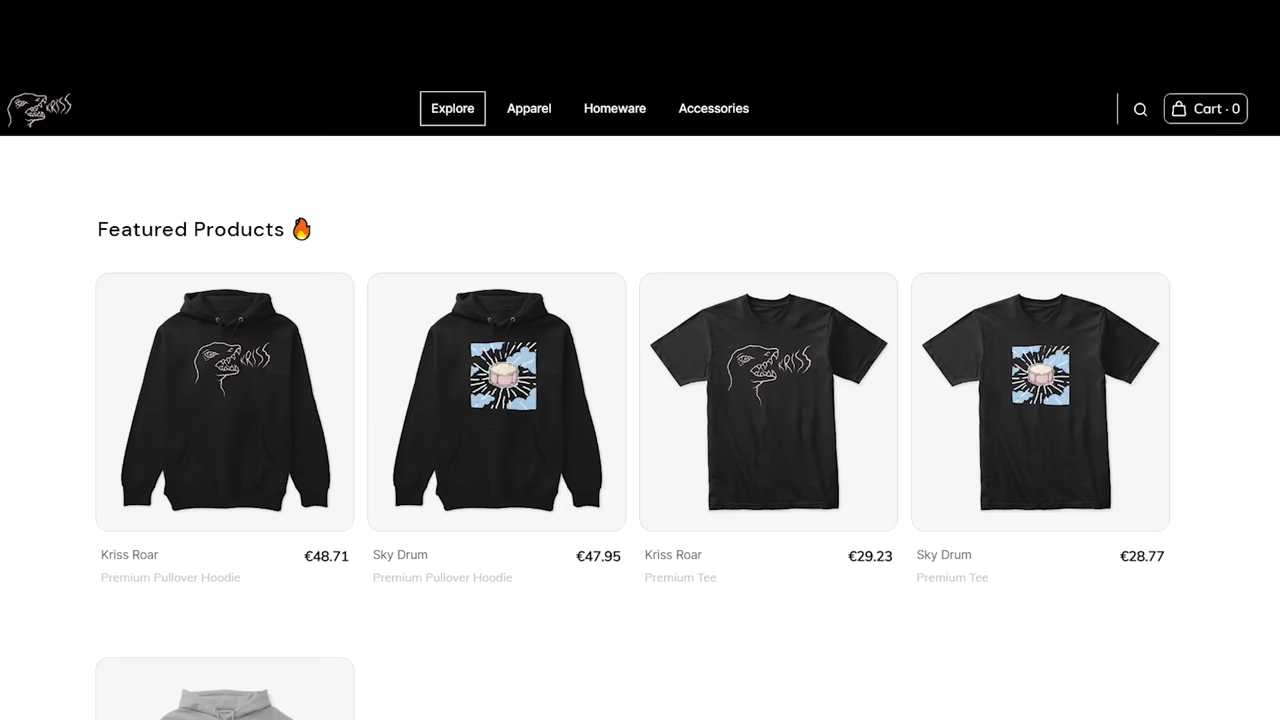 KRISS
Explore
Apparel
Homeware
Accessories
Cart · 0
Featured Products 🔥
KRISS
KRISS
Kriss Roar
€48.71
Premium Pullover Hoodie
Sky Drum
€47.95
Premium Pullover Hoodie
Kriss Roar
€29.23
Premium Tee
Sky Drum
€28.77
Premium Tee